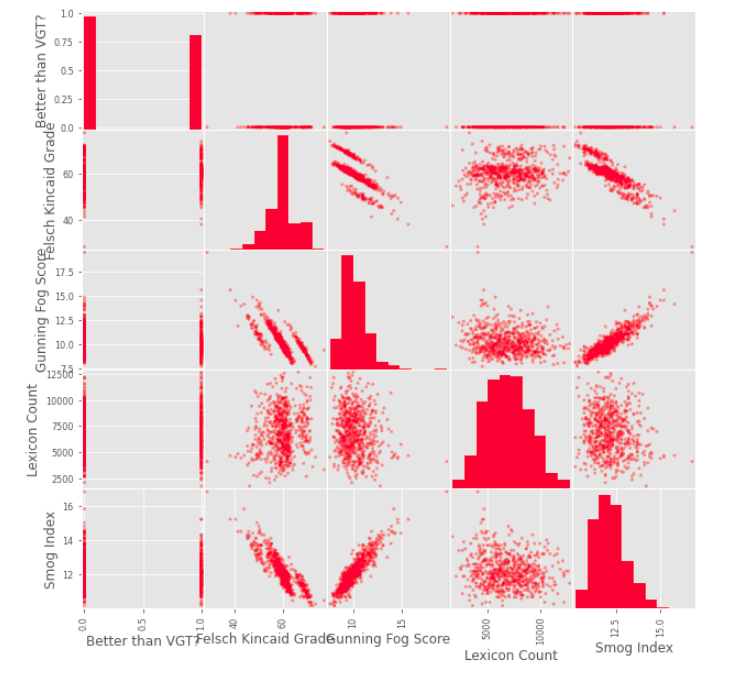 1.0
0.75
0.5
0.25
0.0
Better than VGT?
60
40
Felsch Kincaid Grade
17.5
15.0
12.5
10.0
7.5
Gunning Fog Score
12500
10000
7500
5000
2500
Lexicon Count
16
14
12
Smog Index
0.0 0.5 1.0 40 60 10 15 5000 10000 12.5 15.0
Better than VGT? Felsch Kincaid Grade Gunning Fog Score Lexicon Count Smog Index